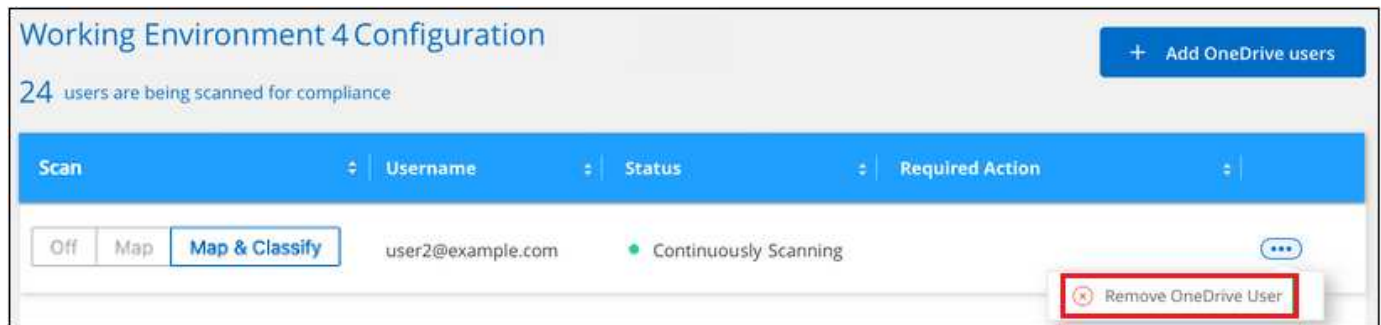 Working Environment 4 Configuration
+ Add OneDrive users
24 users are being scanned for compliance
Scan Username Status Required Action
Off Map Map & Classify user2@example.com Continuously Scanning
Remove OneDrive User